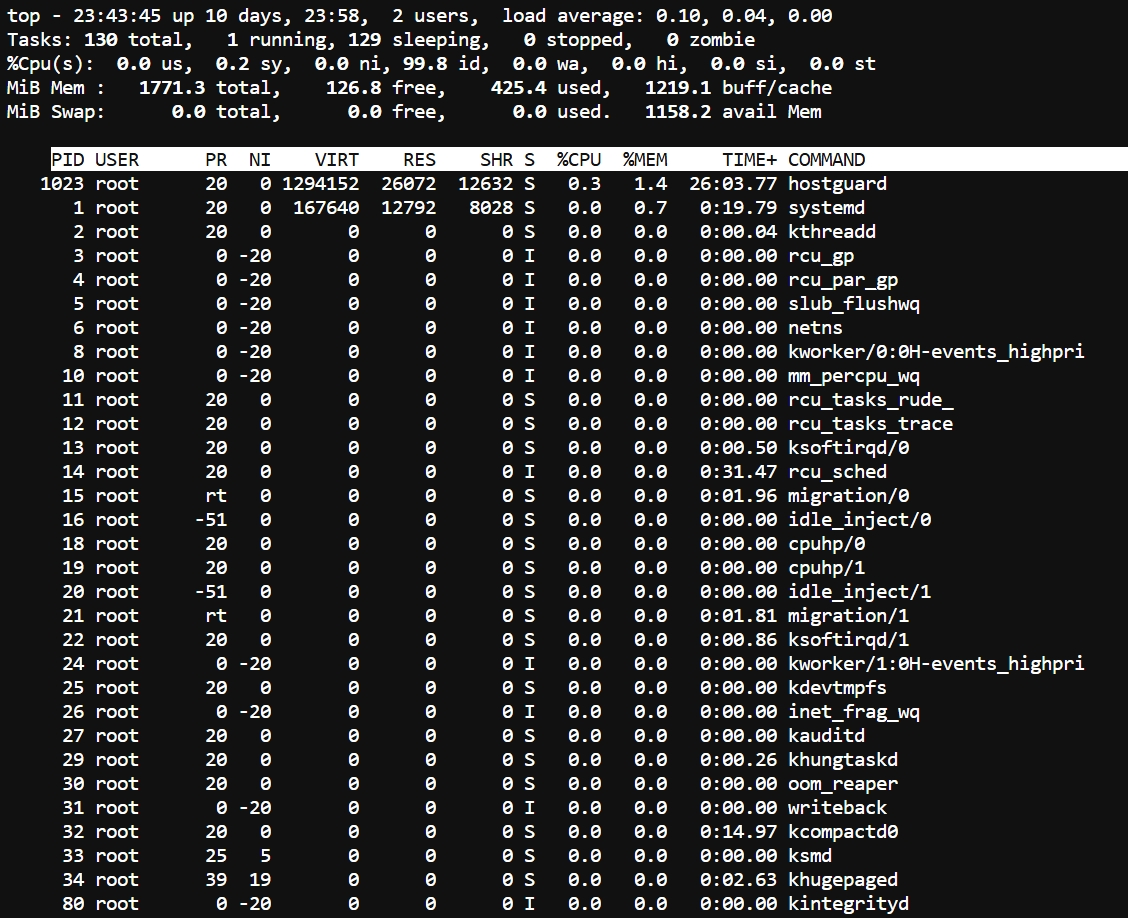 top - 23:43:45 up 10 days, 23:58,  2 users,  load average: 0.10, 0.04, 0.00
Tasks: 130 total,   1 running, 129 sleeping,   0 stopped,   0 zombie
%Cpu(s):  0.0 us,  0.2 sy,  0.0 ni, 99.8 id,  0.0 wa,  0.0 hi,  0.0 si,  0.0 st
MiB Mem :   1771.3 total,    126.8 free,    425.4 used,   1219.1 buff/cache
MiB Swap:      0.0 total,      0.0 free,      0.0 used.   1158.2 avail Mem
PID USER      PR  NI    VIRT    RES    SHR S  %CPU  %MEM     TIME+ COMMAND
1023 root      20   0 1294152  26072  12632 S   0.3   1.4  26:03.77 hostguard
1 root      20   0  167640  12792   8028 S   0.0   0.7   0:19.79 systemd
2 root      20   0       0      0      0 S   0.0   0.0   0:00.04 kthreadd
3 root       0 -20       0      0      0 I   0.0   0.0   0:00.00 rcu_gp
4 root       0 -20       0      0      0 I   0.0   0.0   0:00.00 rcu_par_gp
5 root       0 -20       0      0      0 I   0.0   0.0   0:00.00 slub_flushwq
6 root       0 -20       0      0      0 I   0.0   0.0   0:00.00 netns
8 root       0 -20       0      0      0 I   0.0   0.0   0:00.00 kworker/0:0H-events_highpri
10 root       0 -20       0      0      0 I   0.0   0.0   0:00.00 mm_percpu_wq
11 root      20   0       0      0      0 S   0.0   0.0   0:00.00 rcu_tasks_rude_
12 root      20   0       0      0      0 S   0.0   0.0   0:00.00 rcu_tasks_trace
13 root      20   0       0      0      0 S   0.0   0.0   0:00.50 ksoftirqd/0
14 root      20   0       0      0      0 I   0.0   0.0   0:31.47 rcu_sched
15 root      rt   0       0      0      0 S   0.0   0.0   0:01.96 migration/0
16 root     -51   0       0      0      0 S   0.0   0.0   0:00.00 idle_inject/0
18 root      20   0       0      0      0 S   0.0   0.0   0:00.00 cpuhp/0
19 root      20   0       0      0      0 S   0.0   0.0   0:00.00 cpuhp/1
20 root     -51   0       0      0      0 S   0.0   0.0   0:00.00 idle_inject/1
21 root      rt   0       0      0      0 S   0.0   0.0   0:01.81 migration/1
22 root      20   0       0      0      0 S   0.0   0.0   0:00.86 ksoftirqd/1
24 root       0 -20       0      0      0 I   0.0   0.0   0:00.00 kworker/1:0H-events_highpri
25 root      20   0       0      0      0 S   0.0   0.0   0:00.00 kdevtmpfs
26 root       0 -20       0      0      0 I   0.0   0.0   0:00.00 inet_frag_wq
27 root      20   0       0      0      0 S   0.0   0.0   0:00.00 kauditd
29 root      20   0       0      0      0 S   0.0   0.0   0:00.26 khungtaskd
30 root      20   0       0      0      0 S   0.0   0.0   0:00.00 oom_reaper
31 root       0 -20       0      0      0 I   0.0   0.0   0:00.00 writeback
32 root      20   0       0      0      0 S   0.0   0.0   0:14.97 kcompactd0
33 root      25   5       0      0      0 S   0.0   0.0   0:00.00 ksmd
34 root      39  19       0      0      0 S   0.0   0.0   0:02.63 khugepaged
80 root       0 -20       0      0      0 I   0.0   0.0   0:00.00 kintegrityd